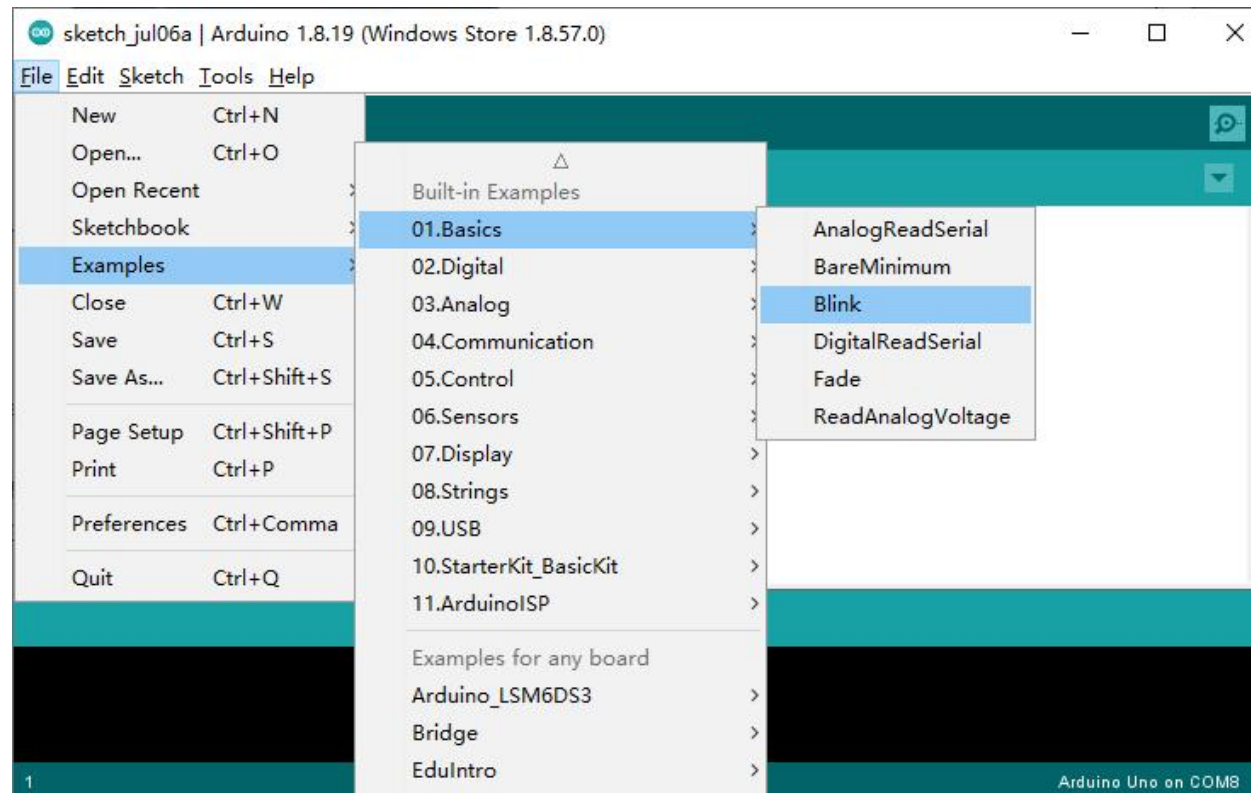 sketch_jul06a | Arduino 1.8.19 (Windows Store 1.8.57.0)
File Edit Sketch Tools Help
New Ctrl+N
Open... Ctrl+O
Open Recent
Sketchbook
Examples
Close Ctrl+W
Save Ctrl+S
Save As... Ctrl+Shift+S
Page Setup Ctrl+Shift+P
Print Ctrl+P
Preferences Ctrl+Comma
Quit Ctrl+Q
Built-in Examples
01.Basics
02.Digital
03.Analog
04.Communication
05.Control
06.Sensors
07.Display
08.Strings
09.USB
10.StarterKit_BasicKit
11.ArduinoISP
Examples for any board
Arduino_LSM6DS3
Bridge
EduIntro
AnalogReadSerial
BareMinimum
Blink
DigitalReadSerial
Fade
ReadAnalogVoltage
1
Arduino Uno on COM8